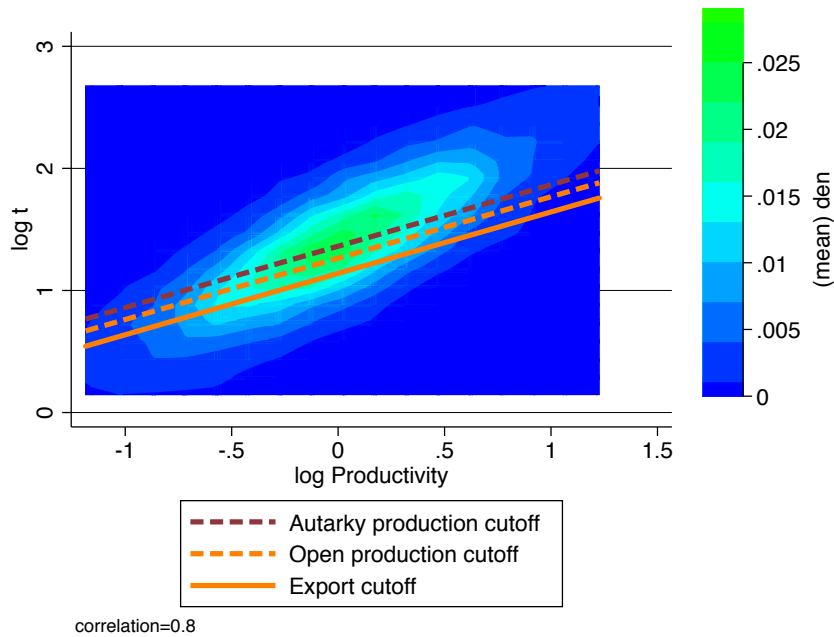 3
2
1
0
log t
-1
-.5
0
.5
1
1.5
log Productivity
.025
.02
.015
.01
.005
0
(mean) den
Autarky production cutoff
Open production cutoff
Export cutoff
correlation=0.8